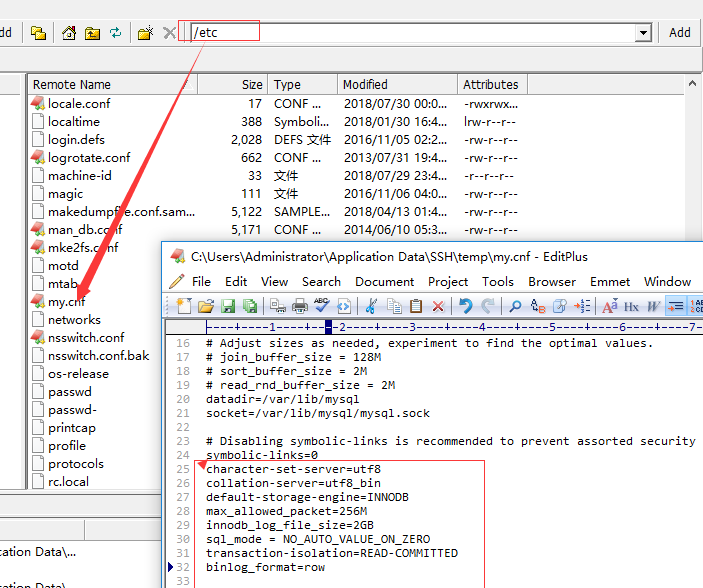 dd
/etc
Add
Remote Name Size Type Modified Attributes
locale.conf 17 CONF ... 2018/07/30 00:0... -rwxrwx...
localtime 388 Symboli... 2018/01/30 16:4... lrw-r--r--
login.defs 2,028 DEFS 文件 2016/11/05 02:2... -rw-r--r--
logrotate.conf 662 CONF ... 2013/07/31 19:4... -rw-r--r--
machine-id 33 文件 2018/07/29 23:4... -r--r--r--
magic 111 文件 2016/11/06 04:0... -rw-r--r--
makedumpfile.conf.sam... 5,122 SAMPLE... 2018/04/13 01:4... -rw-r--r--
man_db.conf 5,171 CONF ... 2014/06/10 05:3... -rw-r--r--
mke2fs.conf
motd
mtab
my.cnf
networks
nsswitch.conf
nsswitch.conf.bak
os-release
passwd
passwd-
printcap
profile
protocols
rc.local
cation Data\...
cation Data\...
C:\Users\Administrator\Application Data\SSH\temp\my.cnf - EditPlus
File Edit View Search Document Project Tools Browser Emmet Window
ABC Hx W
1 2 3 4 5 6 7
16 # Adjust sizes as needed, experiment to find the optimal values.
17 # join_buffer_size = 128M
18 # sort_buffer_size = 2M
19 # read_rnd_buffer_size = 2M
20 datadir=/var/lib/mysql
21 socket=/var/lib/mysql/mysql.sock
22
23 # Disabling symbolic-links is recommended to prevent assorted security
24 symbolic-links=0
25 character-set-server=utf8
26 collation-server=utf8_bin
27 default-storage-engine=INNODB
28 max_allowed_packet=256M
29 innodb_log_file_size=2GB
30 sql_mode = NO_AUTO_VALUE_ON_ZERO
31 transaction-isolation=READ-COMMITTED
32 binlog_format=row
33